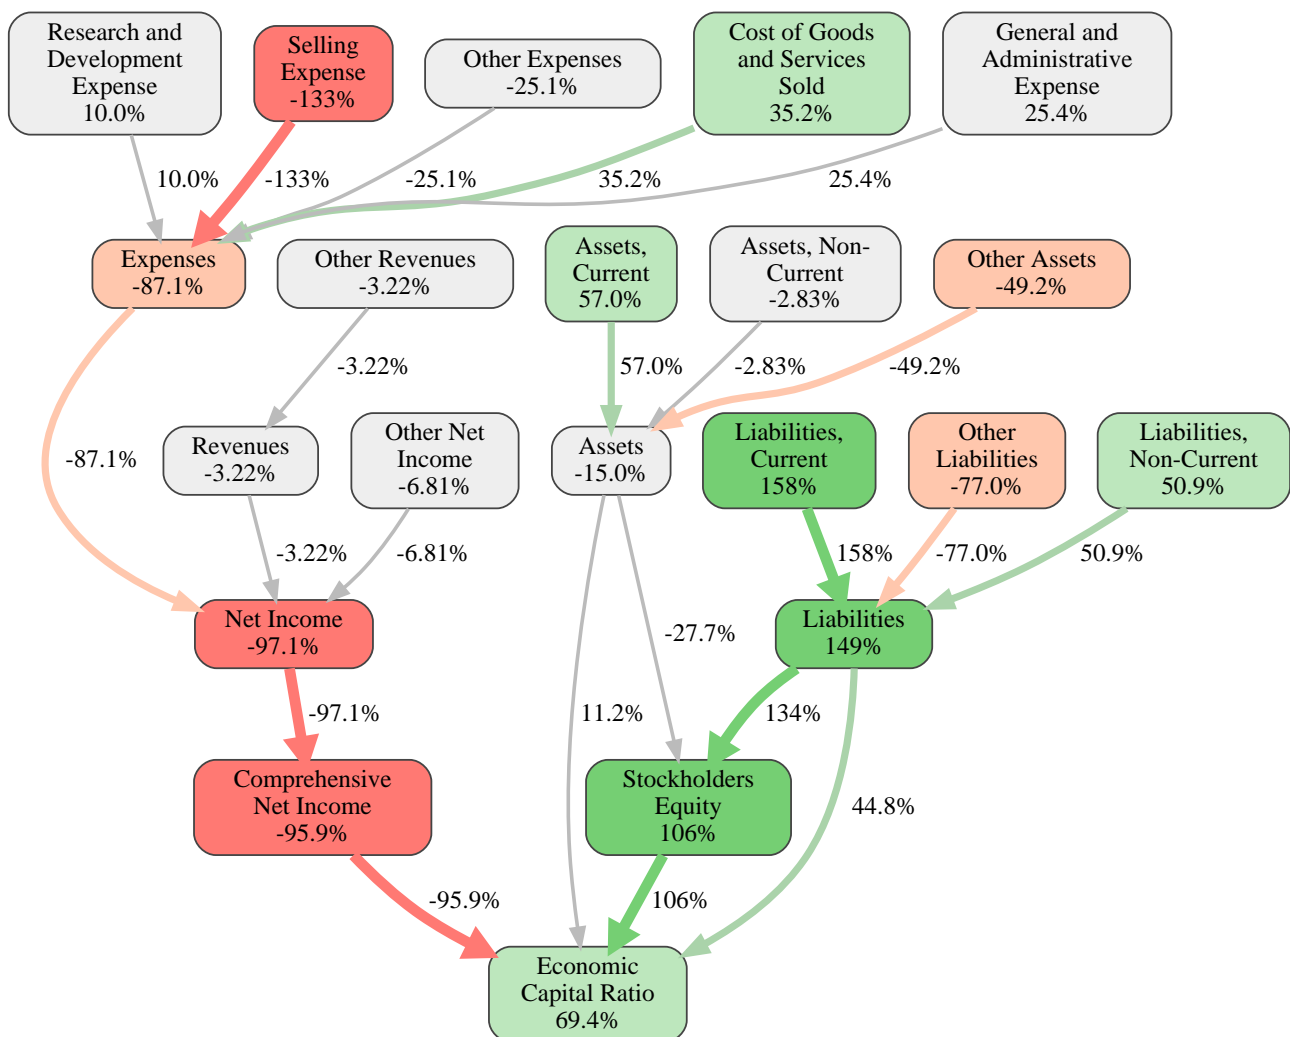 Research and
Development
Expense
10.0%
Selling
Expense
-133%
Other Expenses
-25.1%
Cost of Goods
and Services
Sold
35.2%
General and
Administrative
Expense
25.4%
10.0%
-133%
-25.1%
35.2%
25.4%
Expenses
-87.1%
Other Revenues
-3.22%
Assets,
Current
57.0%
Assets, Non-
Current
-2.83%
Other Assets
-49.2%
-3.22%
57.0%
-2.83%
-49.2%
-87.1%
Revenues
-3.22%
Other Net
Income
-6.81%
Assets
-15.0%
Liabilities,
Current
158%
Other
Liabilities
-77.0%
Liabilities,
Non-Current
50.9%
-3.22%
-6.81%
158%
-77.0%
50.9%
Net Income
-97.1%
-27.7%
Liabilities
149%
-97.1%
11.2%
134%
Comprehensive
Net Income
-95.9%
Stockholders
Equity
106%
44.8%
-95.9%
106%
Economic
Capital Ratio
69.4%